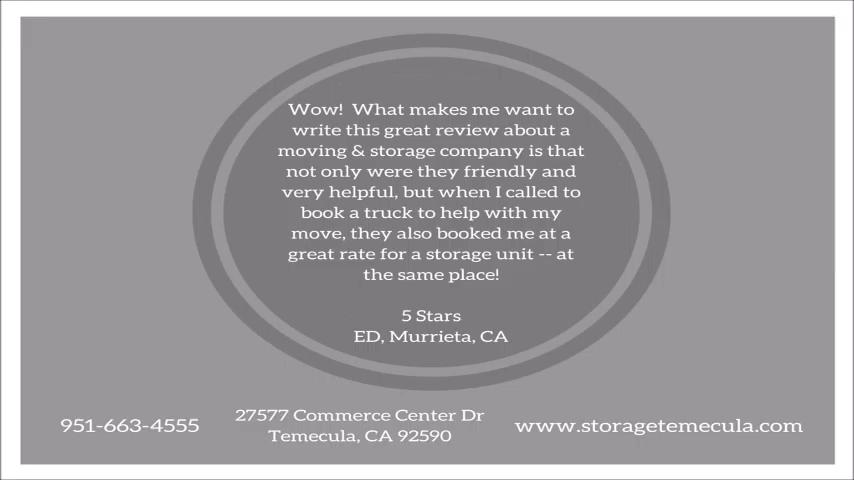 Wow!  What makes me want to
write this great review about a
moving & storage company is that
not only were they friendly and
very helpful, but when I called to
book a truck to help with my
move, they also booked me at a
great rate for a storage unit -- at
the same place!
5 Stars
ED, Murrieta, CA
951-663-4555
27577 Commerce Center Dr
Temecula, CA 92590
www.storagetemecula.com